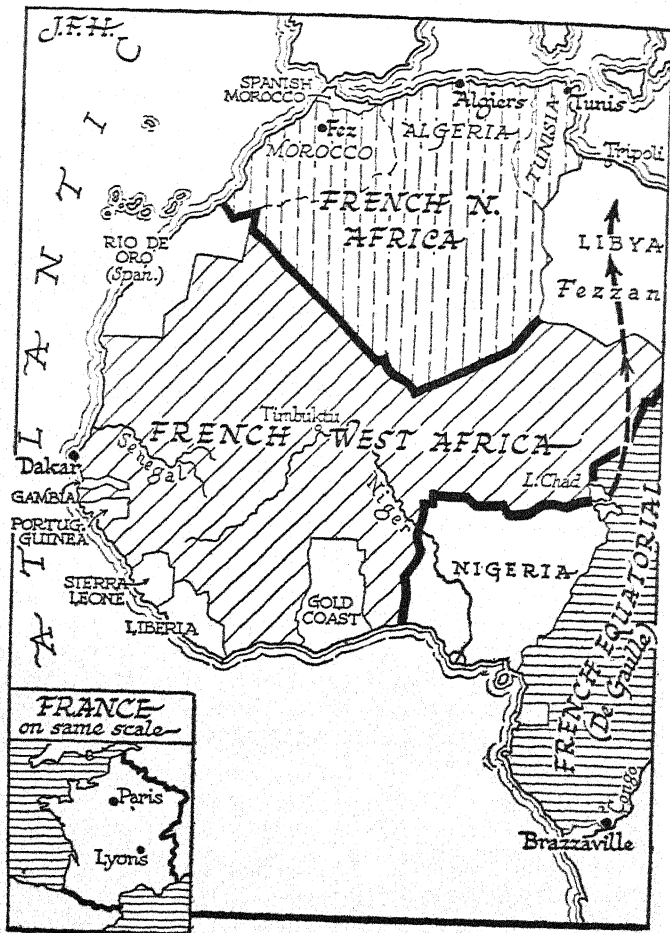 J.F.H.
ATLANTIC
SPANISH
MOROCCO
Algiers
Tunis
Fez
MOROCCO
ALGERIA
TUNISIA
Tripoli
FRENCH N.
AFRICA
RIO DE
ORO
(Span.)
LIBYA
Fezzan
Timbuktu
FRENCH WEST AFRICA
Senegal
Niger
L. Chad
Dakar
GAMBIA
PORTUG.
GUINEA
SIERRA
LEONE
LIBERIA
GOLD
COAST
NIGERIA
FRENCH EQUATORIAL
(De Gaulle)
Congo
Brazzaville
FRANCE
on same scale
Paris
Lyons